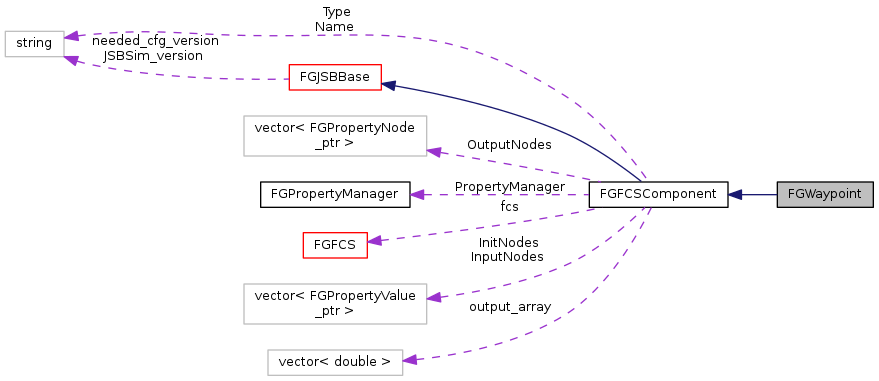 Type
Name
string
needed_cfg_version
JSBSim_version
FGJSBBase
vector< FGPropertyNode
_ptr >
OutputNodes
FGPropertyManager
PropertyManager
FGFCSComponent
FGWaypoint
fcs
FGFCS
InitNodes
InputNodes
vector< FGPropertyValue
_ptr >
output_array
vector< double >